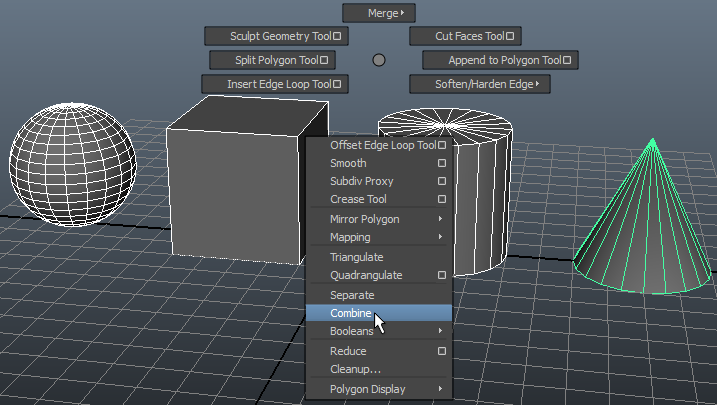 Merge
Sculpt Geometry Tool
Cut Faces Tool
Split Polygon Tool
Append to Polygon Tool
Insert Edge Loop Tool
Soften/Harden Edge
Offset Edge Loop Tool
Smooth
Subdiv Proxy
Crease Tool
Mirror Polygon
Mapping
Triangulate
Quadrangulate
Separate
Combine
Booleans
Reduce
Cleanup...
Polygon Display